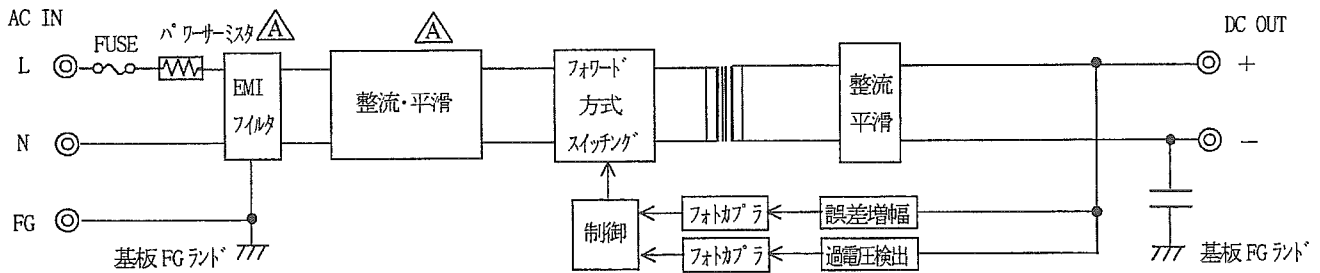 AC IN
DC OUT
FUSE
パワーサーミスタ
A
A
L
EMI
フィルタ
整流・平滑
フォワード
方式
スイッチング
整流
平滑
+
N
−
FG
制御
フォトカプラ
誤差増幅
フォトカプラ
過電圧検出
基板FGランド
基板FGランド